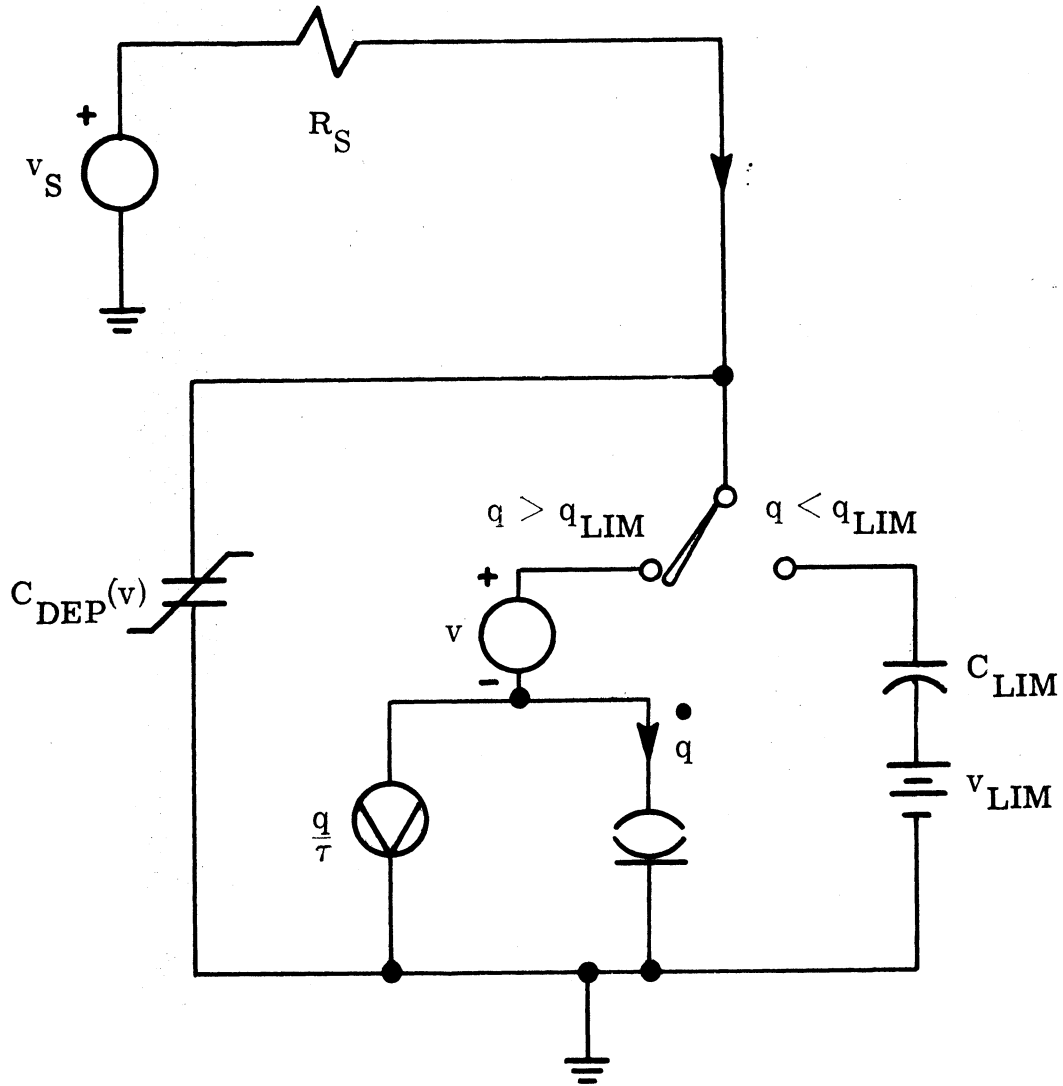 +
v_S
R_S
q > q_LIM
q < q_LIM
C_DEP(v)
+
v
-
C_LIM
q̇
v_LIM
q/τ